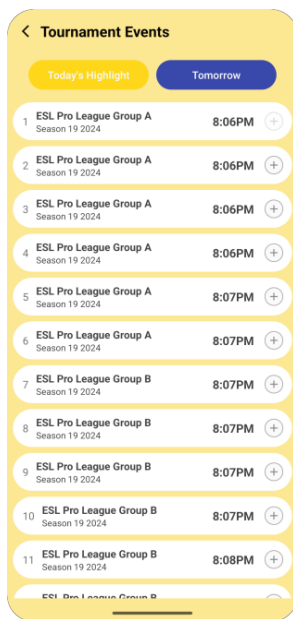 Tournament Events
Today's Highlight
Tomorrow
1 ESL Pro League Group A 8:06PM
Season 19 2024
2 ESL Pro League Group A 8:06PM
Season 19 2024
3 ESL Pro League Group A 8:06PM
Season 19 2024
4 ESL Pro League Group A 8:06PM
Season 19 2024
5 ESL Pro League Group A 8:07PM
Season 19 2024
6 ESL Pro League Group A 8:07PM
Season 19 2024
7 ESL Pro League Group B 8:07PM
Season 19 2024
8 ESL Pro League Group B 8:07PM
Season 19 2024
9 ESL Pro League Group B 8:07PM
Season 19 2024
10 ESL Pro League Group B 8:07PM
Season 19 2024
11 ESL Pro League Group B 8:08PM
Season 19 2024
ESL Pro League Group B